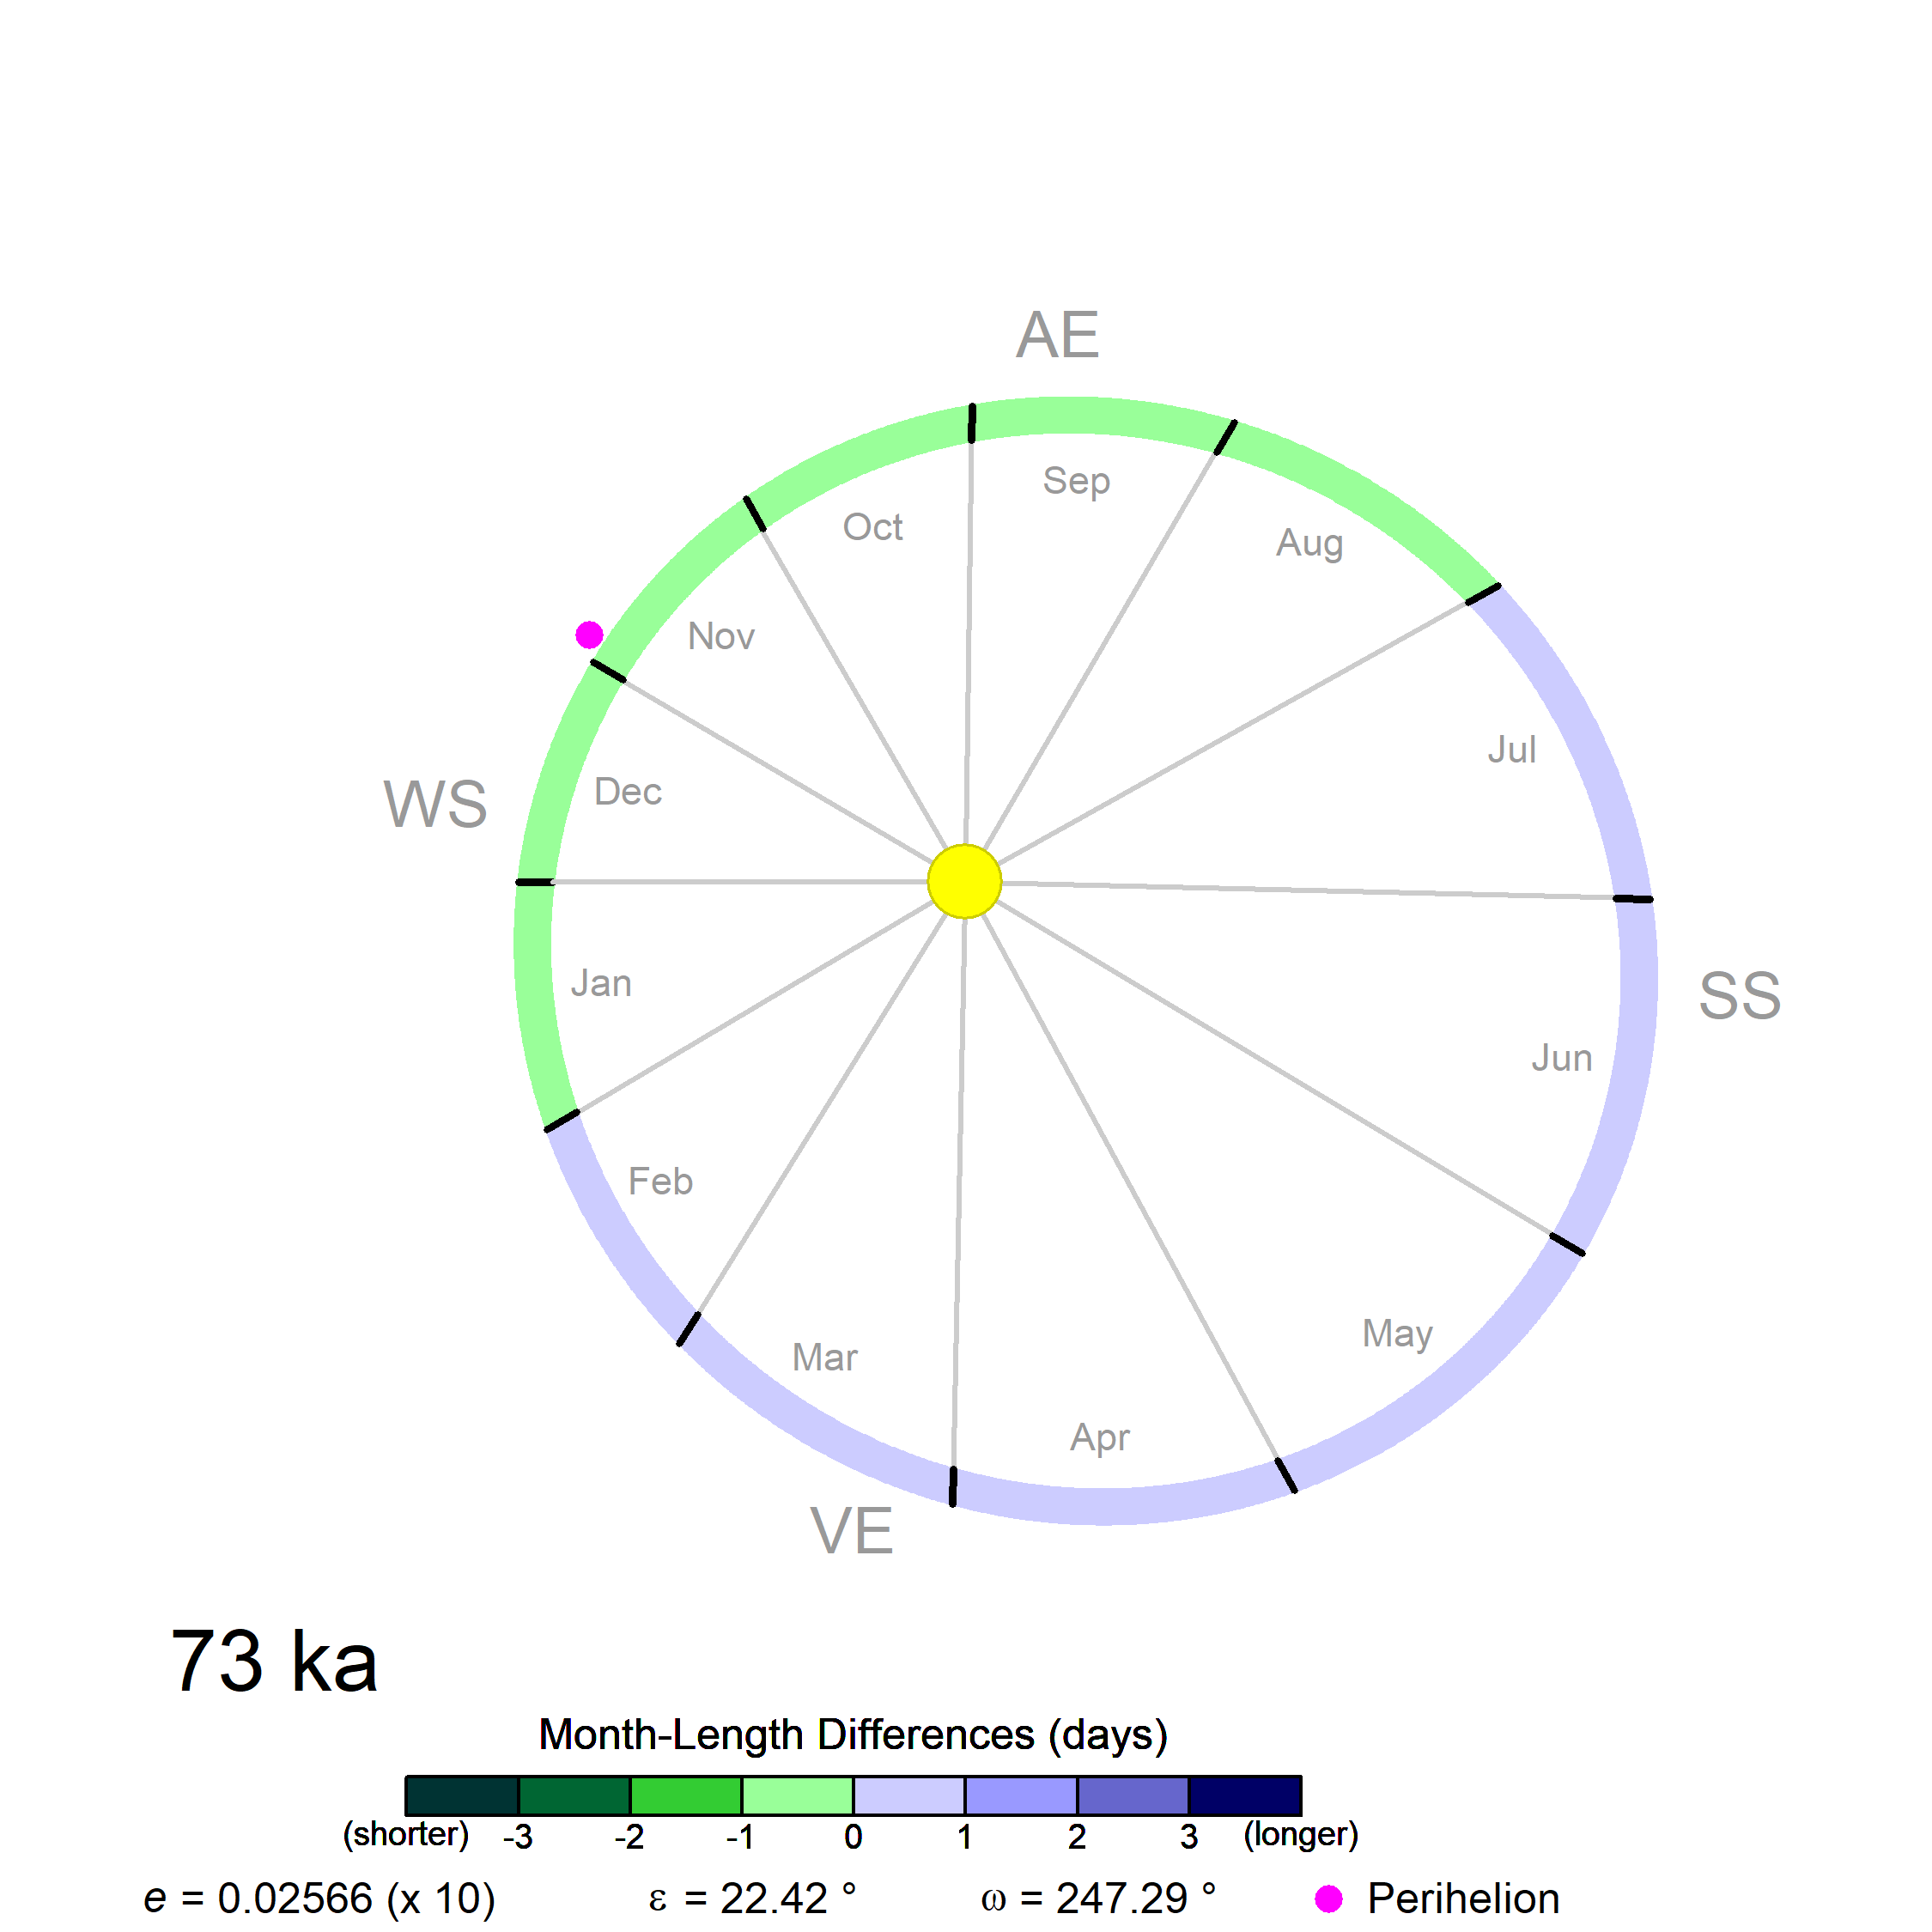 AE
Sep
Oct
Aug
Nov
Jul
Dec
WS
Jan
SS
Jun
Feb
May
Mar
Apr
VE
73 ka
Month-Length Differences (days)
(shorter) -3 -2 -1 0 1 2 3 (longer)
e = 0.02566 (x 10) ε = 22.42 ° ω = 247.29 ° Perihelion